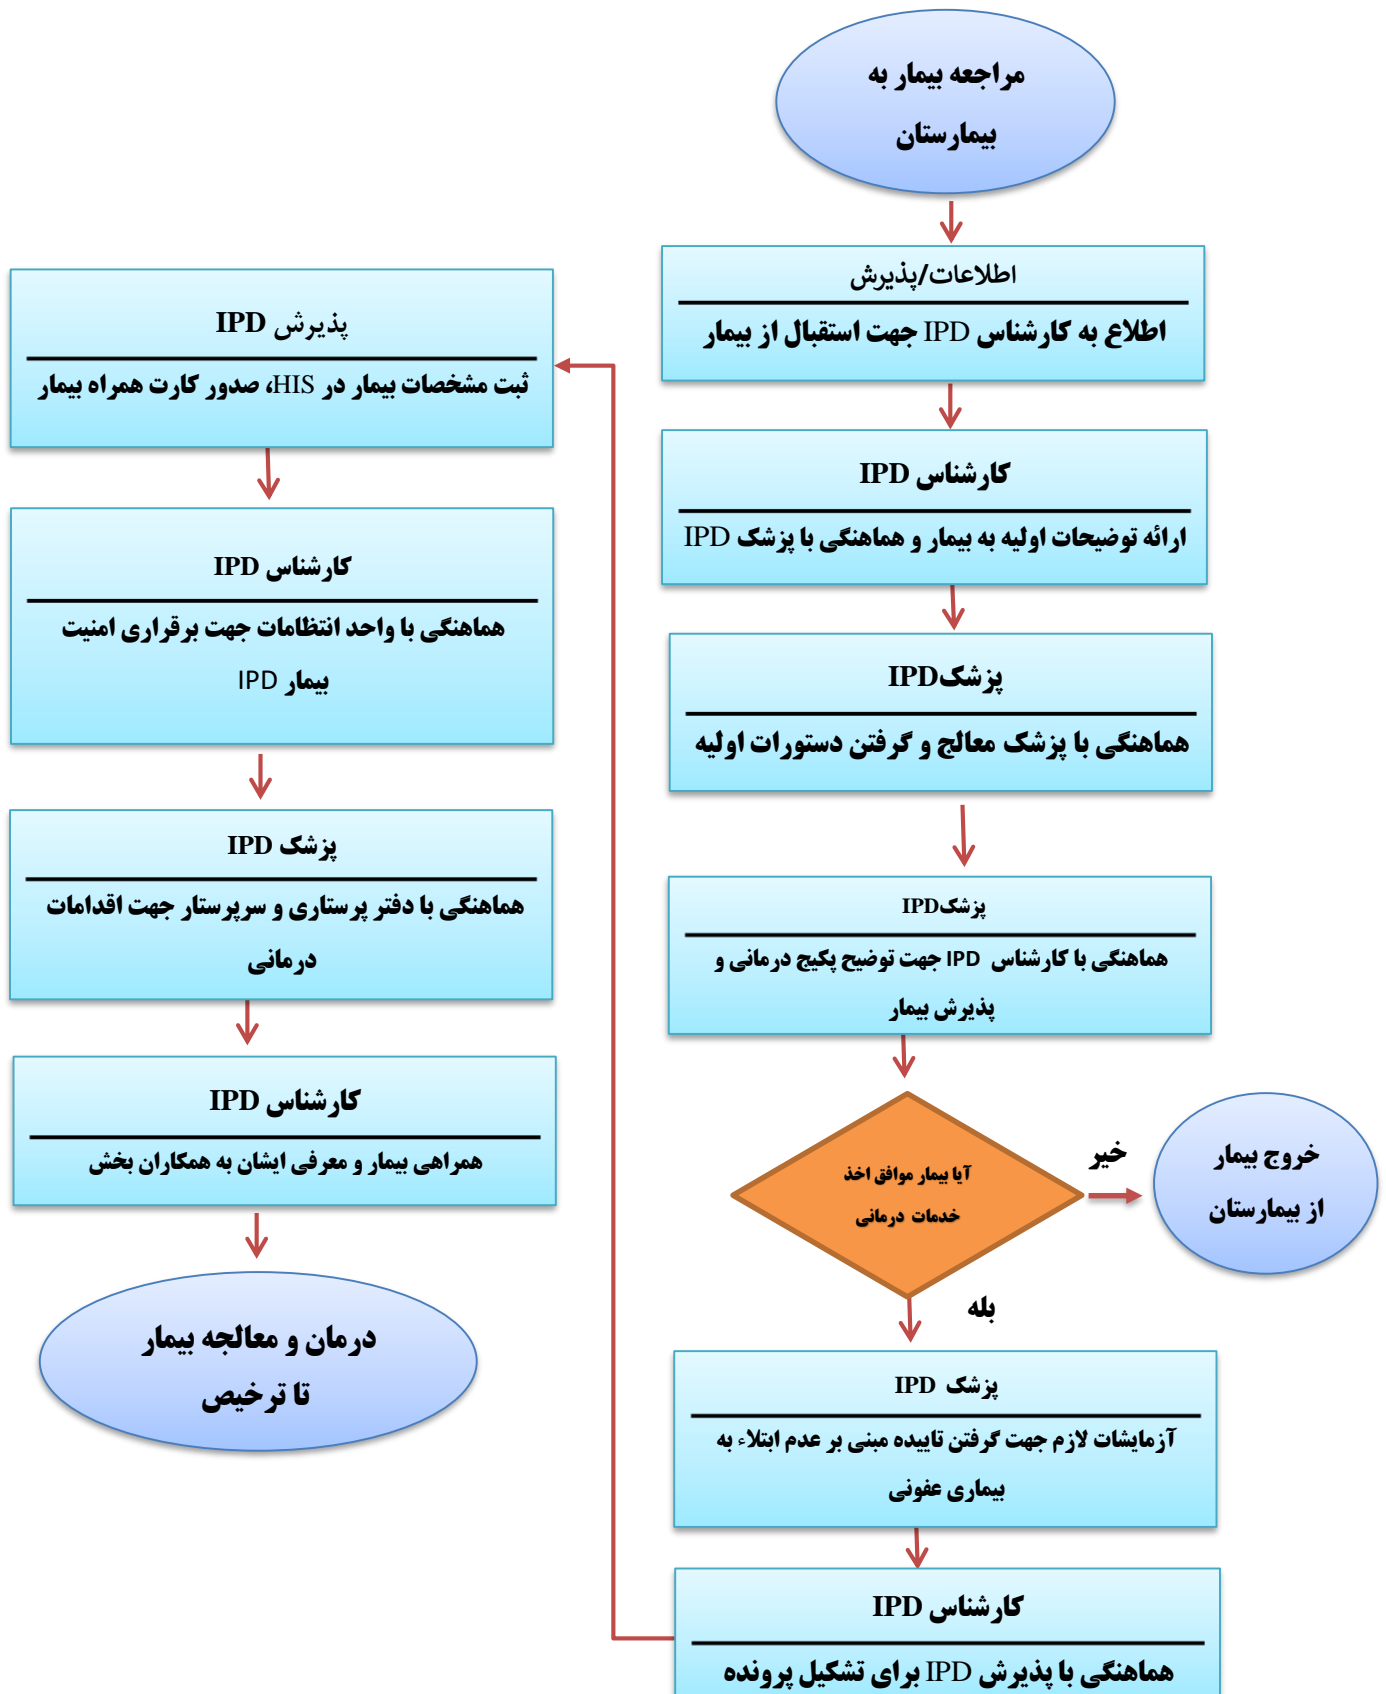 مراجعه بیمار به
بیمارستان
اطلاعات/پذیرش
اطلاع به کارشناس IPD جهت استقبال از بیمار
کارشناس IPD
ارائه توضیحات اولیه به بیمار و هماهنگی با پزشک IPD
پزشکIPD
هماهنگی با پزشک معالج و گرفتن دستورات اولیه
پزشکIPD
هماهنگی با کارشناس IPD جهت توضیح پکیج درمانی و
پذیرش بیمار
آیا بیمار موافق اخذ
خدمات درمانی
خیر
خروج بیمار
از بیمارستان
بله
پزشک IPD
آزمایشات لازم جهت گرفتن تاییده مبنی بر عدم ابتلاء به
بیماری عفونی
کارشناس IPD
هماهنگی با پذیرش IPD برای تشکیل پرونده
پذیرش IPD
ثبت مشخصات بیمار در HIS، صدور کارت همراه بیمار
کارشناس IPD
هماهنگی با واحد انتظامات جهت برقراری امنیت
بیمار IPD
پزشک IPD
هماهنگی با دفتر پرستاری و سرپرستار جهت اقدامات
درمانی
کارشناس IPD
همراهی بیمار و معرفی ایشان به همکاران بخش
درمان و معالجه بیمار
تا ترخیص